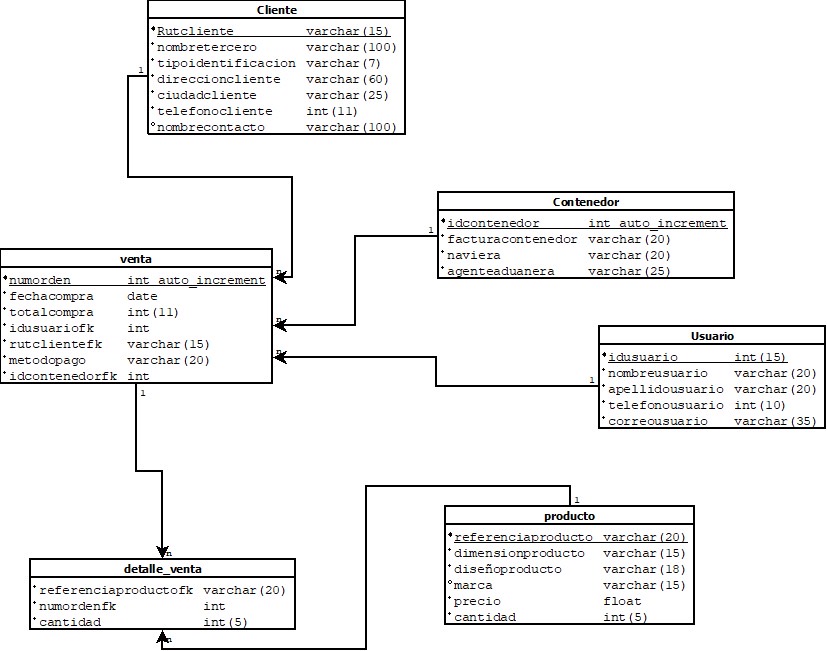 Cliente
Rutcliente varchar(15)
nombretercero varchar(100)
tipoidentificacion varchar(7)
direccioncliente varchar(60)
ciudadcliente varchar(25)
telefonocliente int(11)
nombrecontacto varchar(100)
1
Contenedor
idcontenedor int auto_increment
facturacontenedor varchar(20)
naviera varchar(20)
agenteaduanera varchar(25)
1
venta
numorden int auto_increment
fechacompra date
totalcompra int(11)
idusuariofk int
rutclientefk varchar(15)
metodopago varchar(20)
idcontenedorfk int
n
n
n
1
Usuario
idusuario int(15)
nombreusuario varchar(20)
apellidousuario varchar(20)
telefonousuario int(10)
correousuario varchar(35)
1
producto
referenciaproducto varchar(20)
dimensionproducto varchar(15)
diseñoproducto varchar(18)
marca varchar(15)
precio float
cantidad int(5)
1
n
detalle_venta
referenciaproductofk varchar(20)
numordenfk int
cantidad int(5)
n